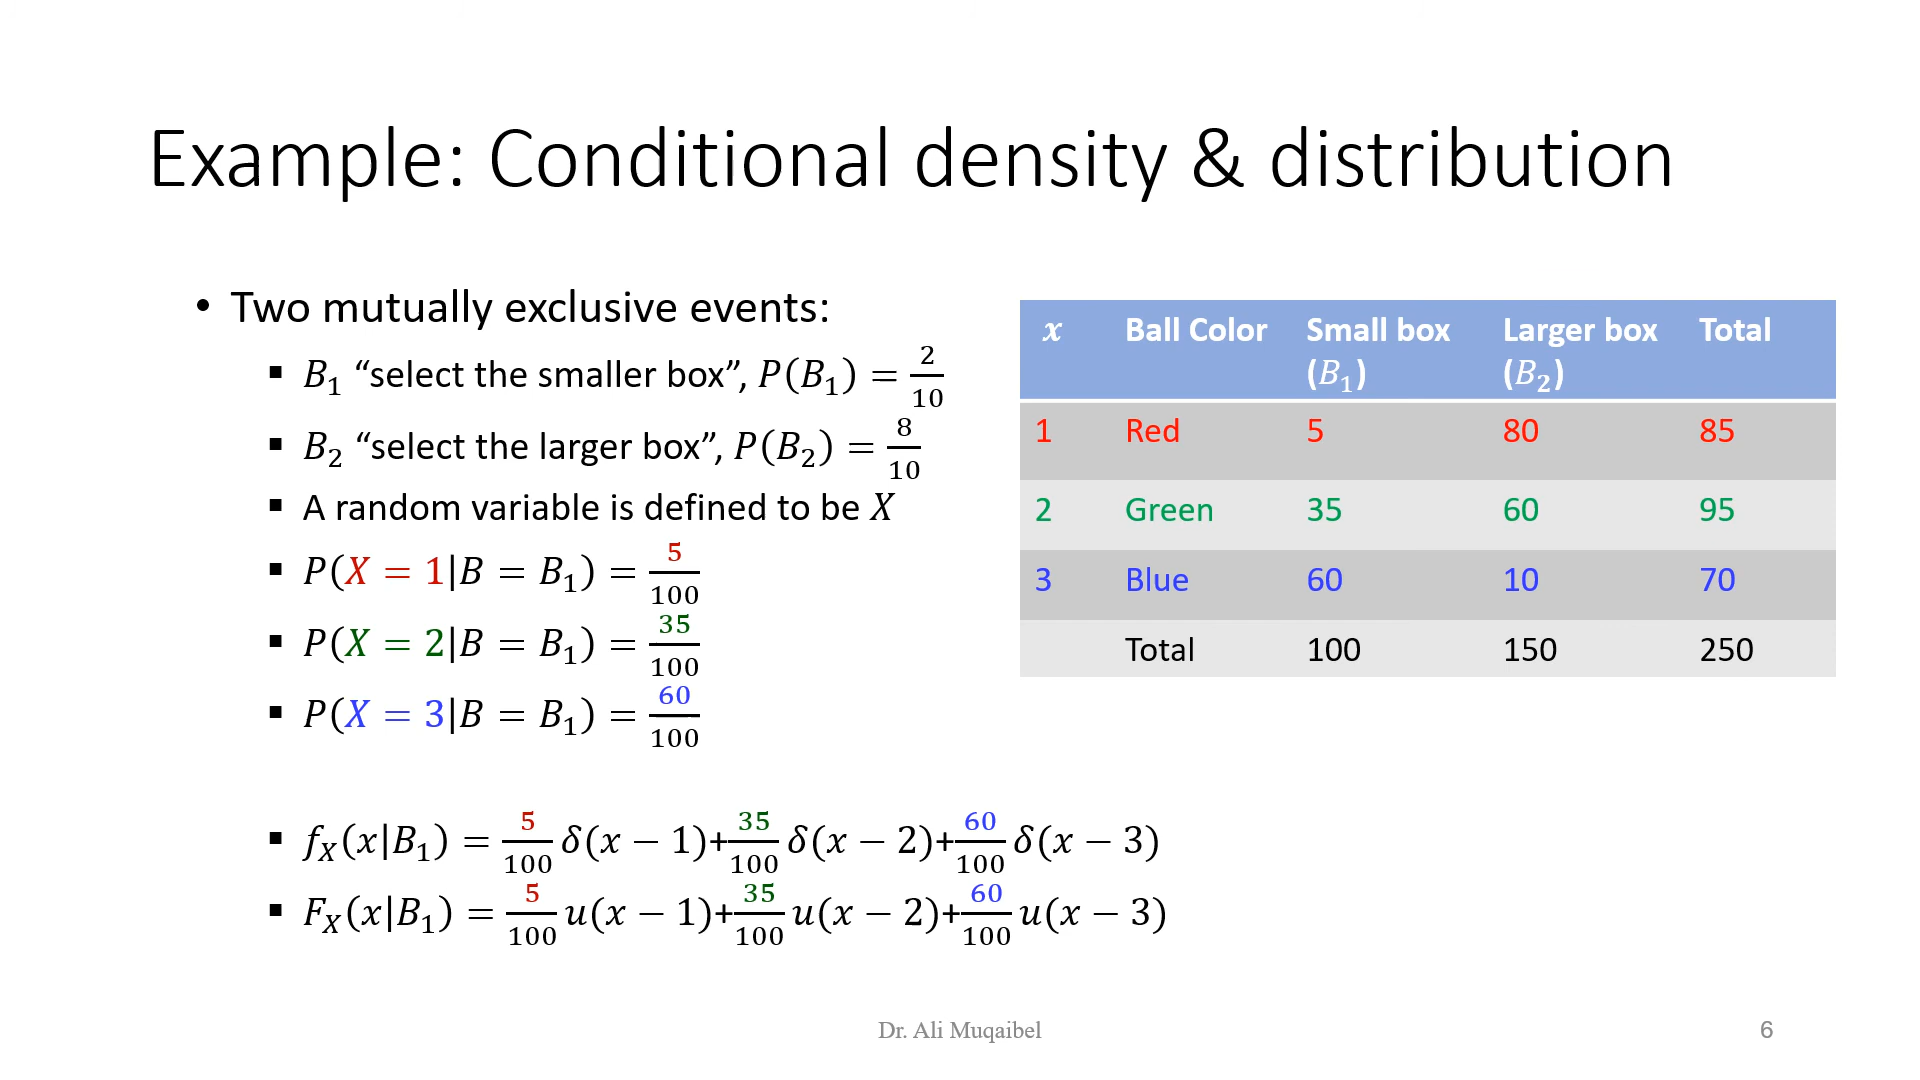 Example: Conditional density & distribution
• Two mutually exclusive events:
▪ B₁ “select the smaller box”, P(B₁) = 2/10
▪ B₂ “select the larger box”, P(B₂) = 8/10
▪ A random variable is defined to be X
▪ P(X = 1|B = B₁) = 5/100
▪ P(X = 2|B = B₁) = 35/100
▪ P(X = 3|B = B₁) = 60/100
▪ f_X(x|B₁) = 5/100 δ(x − 1)+35/100 δ(x − 2)+60/100 δ(x − 3)
▪ F_X(x|B₁) = 5/100 u(x − 1)+35/100 u(x − 2)+60/100 u(x − 3)
x Ball Color Small box Larger box Total
(B₁) (B₂)
1 Red 5 80 85
2 Green 35 60 95
3 Blue 60 10 70
Total 100 150 250
Dr. Ali Muqaibel 6